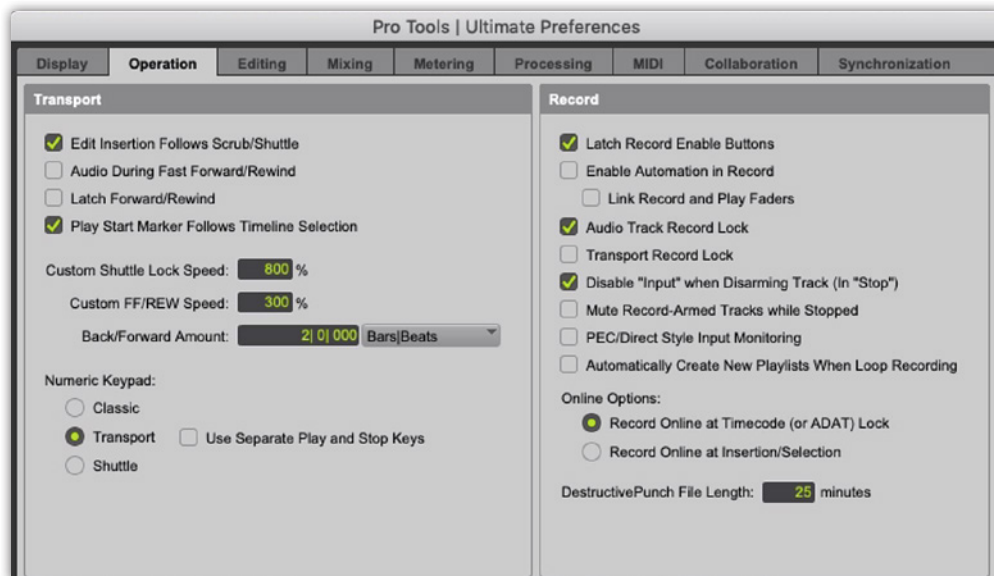 Pro Tools | Ultimate Preferences
Display Operation Editing Mixing Metering Processing MIDI Collaboration Synchronization
Transport
Edit Insertion Follows Scrub/Shuttle
Audio During Fast Forward/Rewind
Latch Forward/Rewind
Play Start Marker Follows Timeline Selection
Custom Shuttle Lock Speed: 800 %
Custom FF/REW Speed: 300 %
Back/Forward Amount: 2| 0| 000 Bars|Beats
Numeric Keypad:
Classic
Transport Use Separate Play and Stop Keys
Shuttle
Record
Latch Record Enable Buttons
Enable Automation in Record
Link Record and Play Faders
Audio Track Record Lock
Transport Record Lock
Disable "Input" when Disarming Track (In "Stop")
Mute Record-Armed Tracks while Stopped
PEC/Direct Style Input Monitoring
Automatically Create New Playlists When Loop Recording
Online Options:
Record Online at Timecode (or ADAT) Lock
Record Online at Insertion/Selection
DestructivePunch File Length: 25 minutes